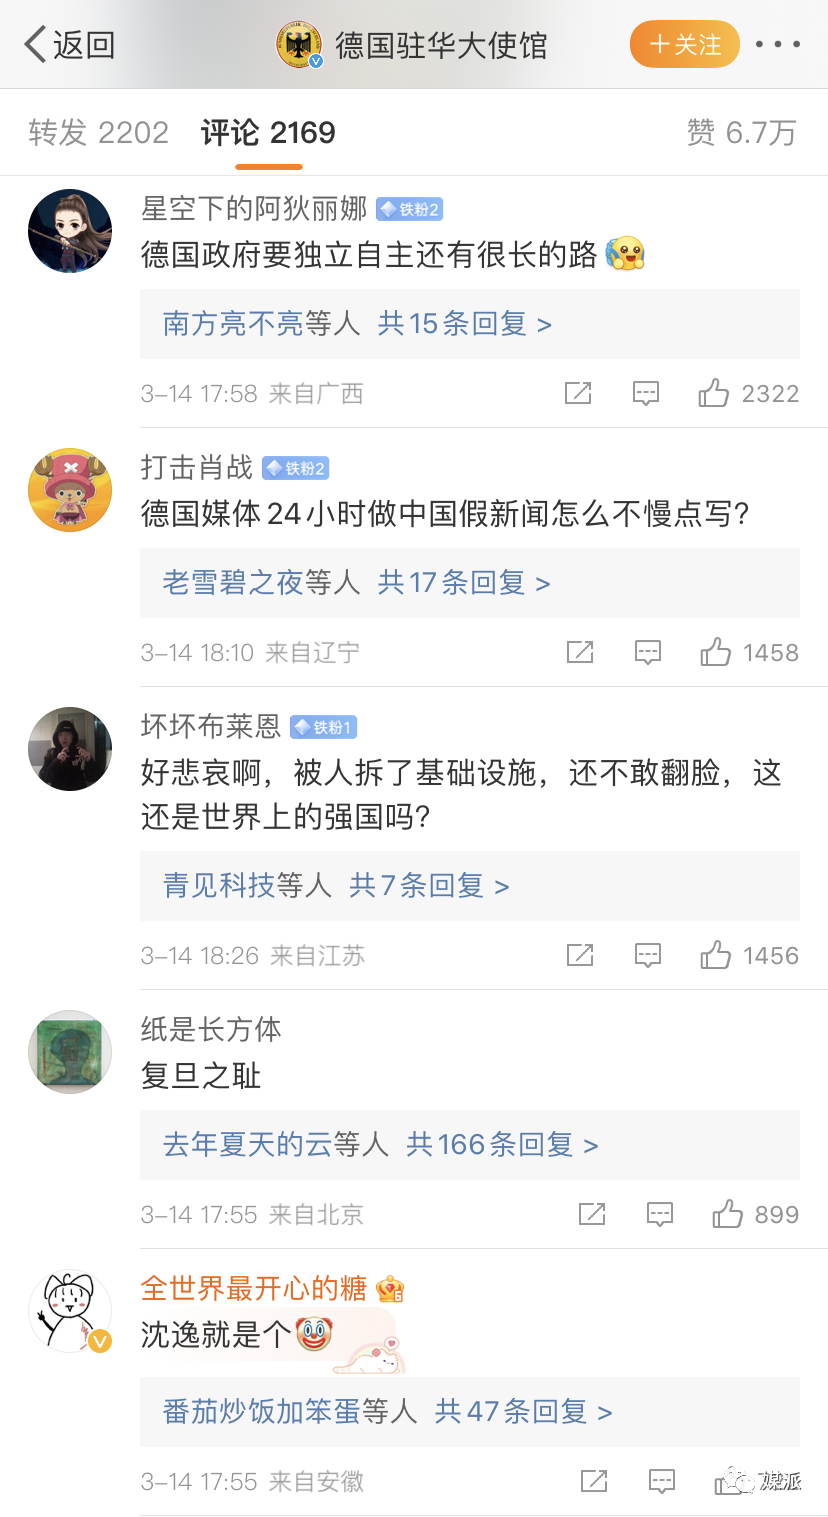 返回
德国驻华大使馆
+关注
转发 2202
评论 2169
赞 6.7万
星空下的阿狄丽娜 铁粉2
德国政府要独立自主还有很长的路
南方亮不亮等人 共15条回复 >
3-14 17:58 来自广西
2322
打击肖战 铁粉2
德国媒体24小时做中国假新闻怎么不慢点写?
老雪碧之夜等人 共17条回复 >
3-14 18:10 来自辽宁
1458
坏坏布莱恩 铁粉1
好悲哀啊，被人拆了基础设施，还不敢翻脸，这
还是世界上的强国吗?
青见科技等人 共7条回复 >
3-14 18:26 来自江苏
1456
纸是长方体
复旦之耻
去年夏天的云等人 共166条回复 >
3-14 17:55 来自北京
899
全世界最开心的糖
沈逸就是个🤡
番茄炒饭加笨蛋等人 共47条回复 >
3-14 17:55 来自安徽
媒派